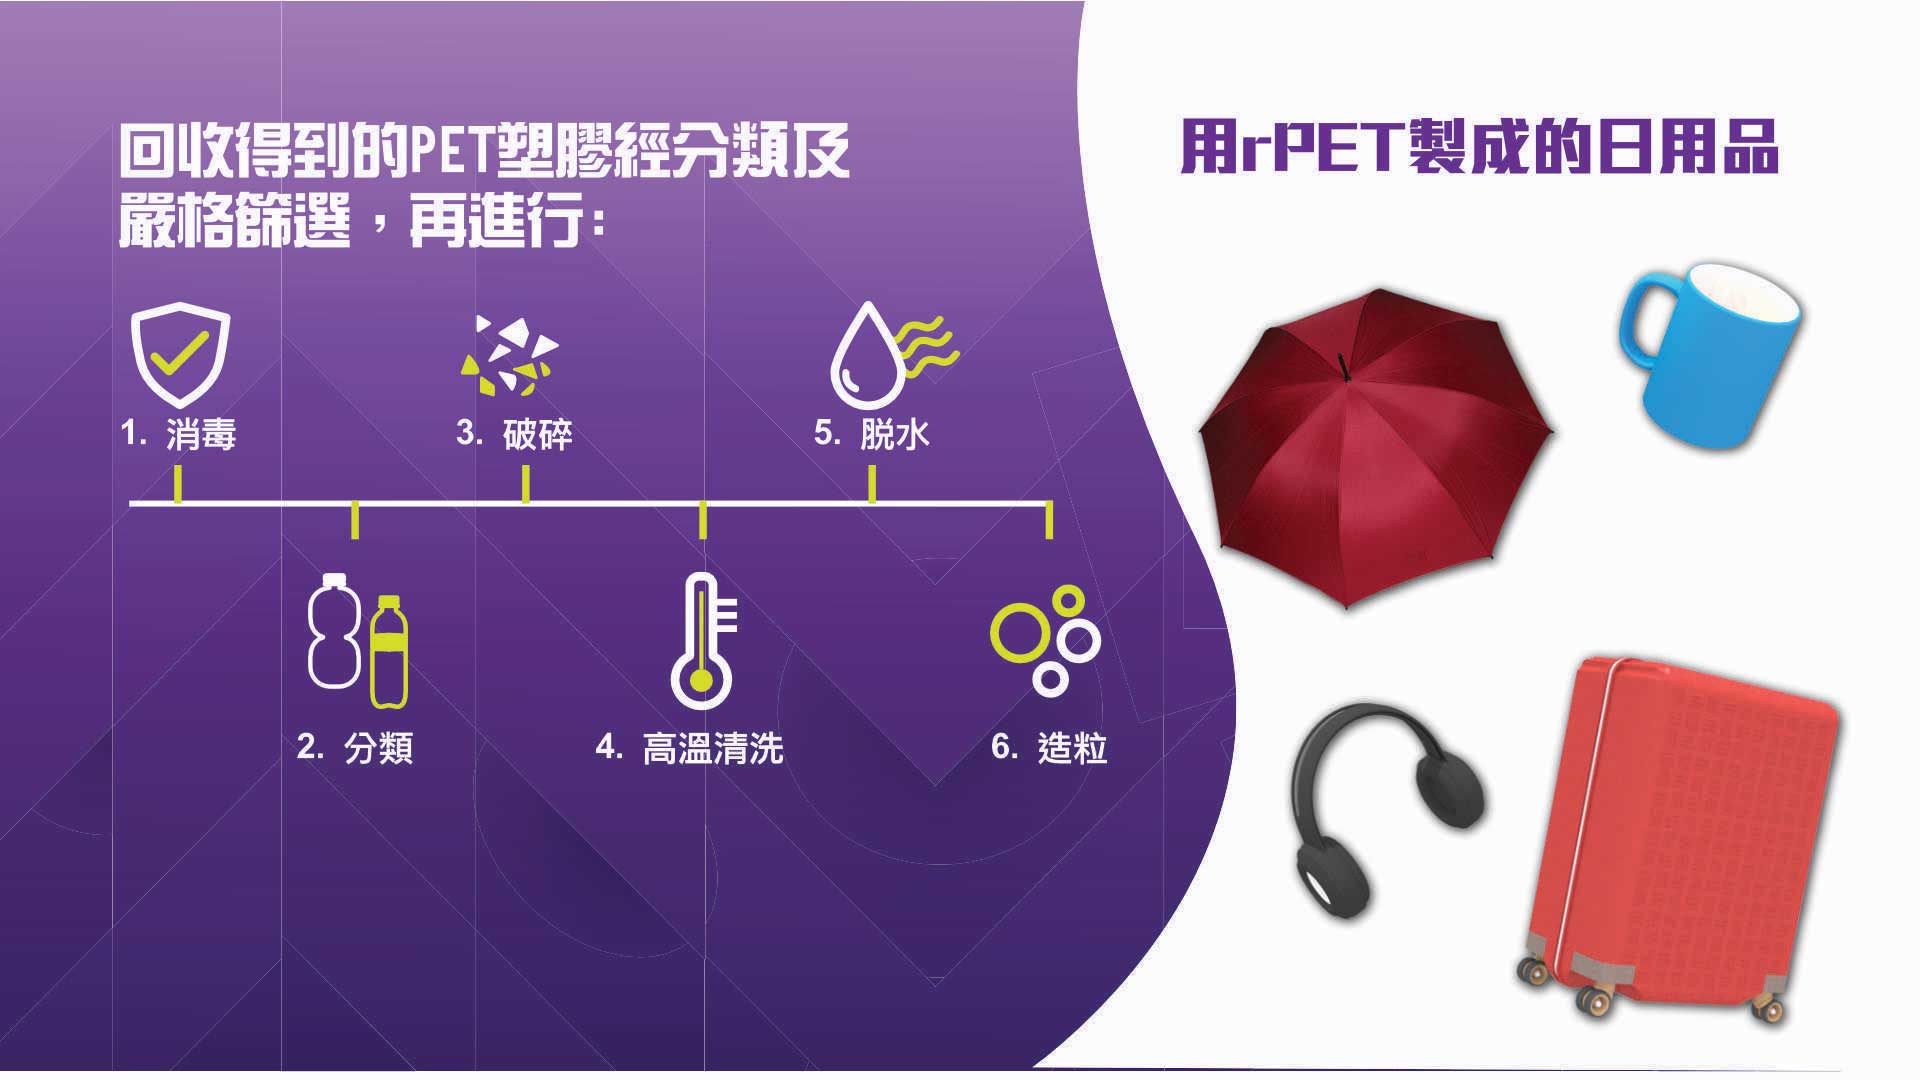 回收得到的PET塑膠經分類及
嚴格篩選，再進行：
1. 消毒
2. 分類
3. 破碎
4. 高溫清洗
5. 脱水
6. 造粒
用rPET製成的日用品